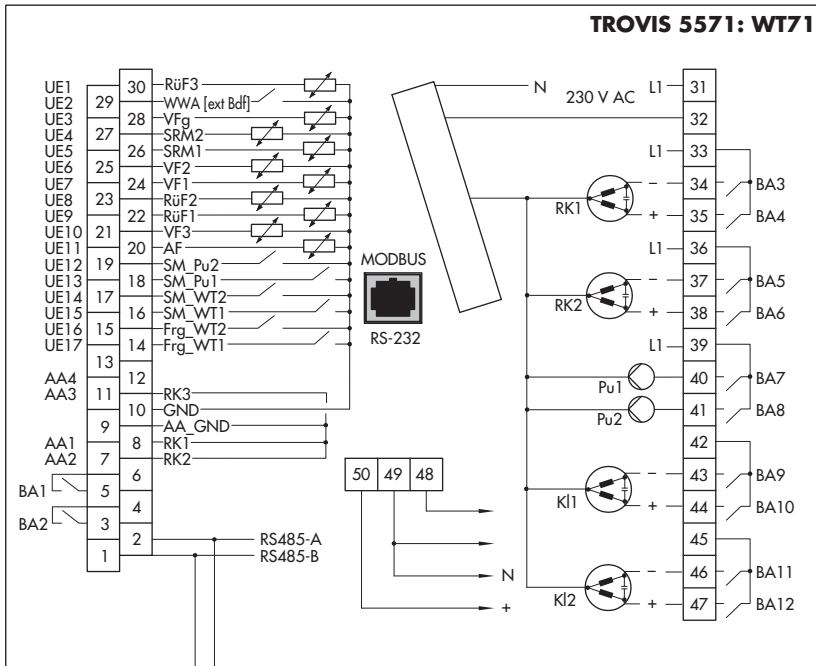 TROVIS 5571: WT71
UE1 30 RüF3
UE2 29 WWA [ext Bdf]
UE3 28 VFg
UE4 27 SRM2
UE5 26 SRM1
UE6 25 VF2
UE7 24 VF1
UE8 23 RüF2
UE9 22 RüF1
UE10 21 VF3
UE11 20 AF
UE12 19 SM_Pu2
UE13 18 SM_Pu1
UE14 17 SM_WT2
UE15 16 SM_WT1
UE16 15 Frg_WT2
UE17 14 Frg_WT1
13
AA4 12
AA3 11 RK3
10 GND
9 AA_GND
AA1 8 RK1
AA2 7 RK2
6
BA1 5
4
BA2 3
2 RS485-A
1 RS485-B
MODBUS
RS-232
50 49 48
N
+
N 230 V AC L1 31
32
L1 33
RK1 − 34 BA3
+ 35 BA4
L1 36
RK2 − 37 BA5
+ 38 BA6
L1 39
Pu1 40 BA7
Pu2 41 BA8
42
Kl1 − 43 BA9
+ 44 BA10
45
Kl2 − 46 BA11
+ 47 BA12